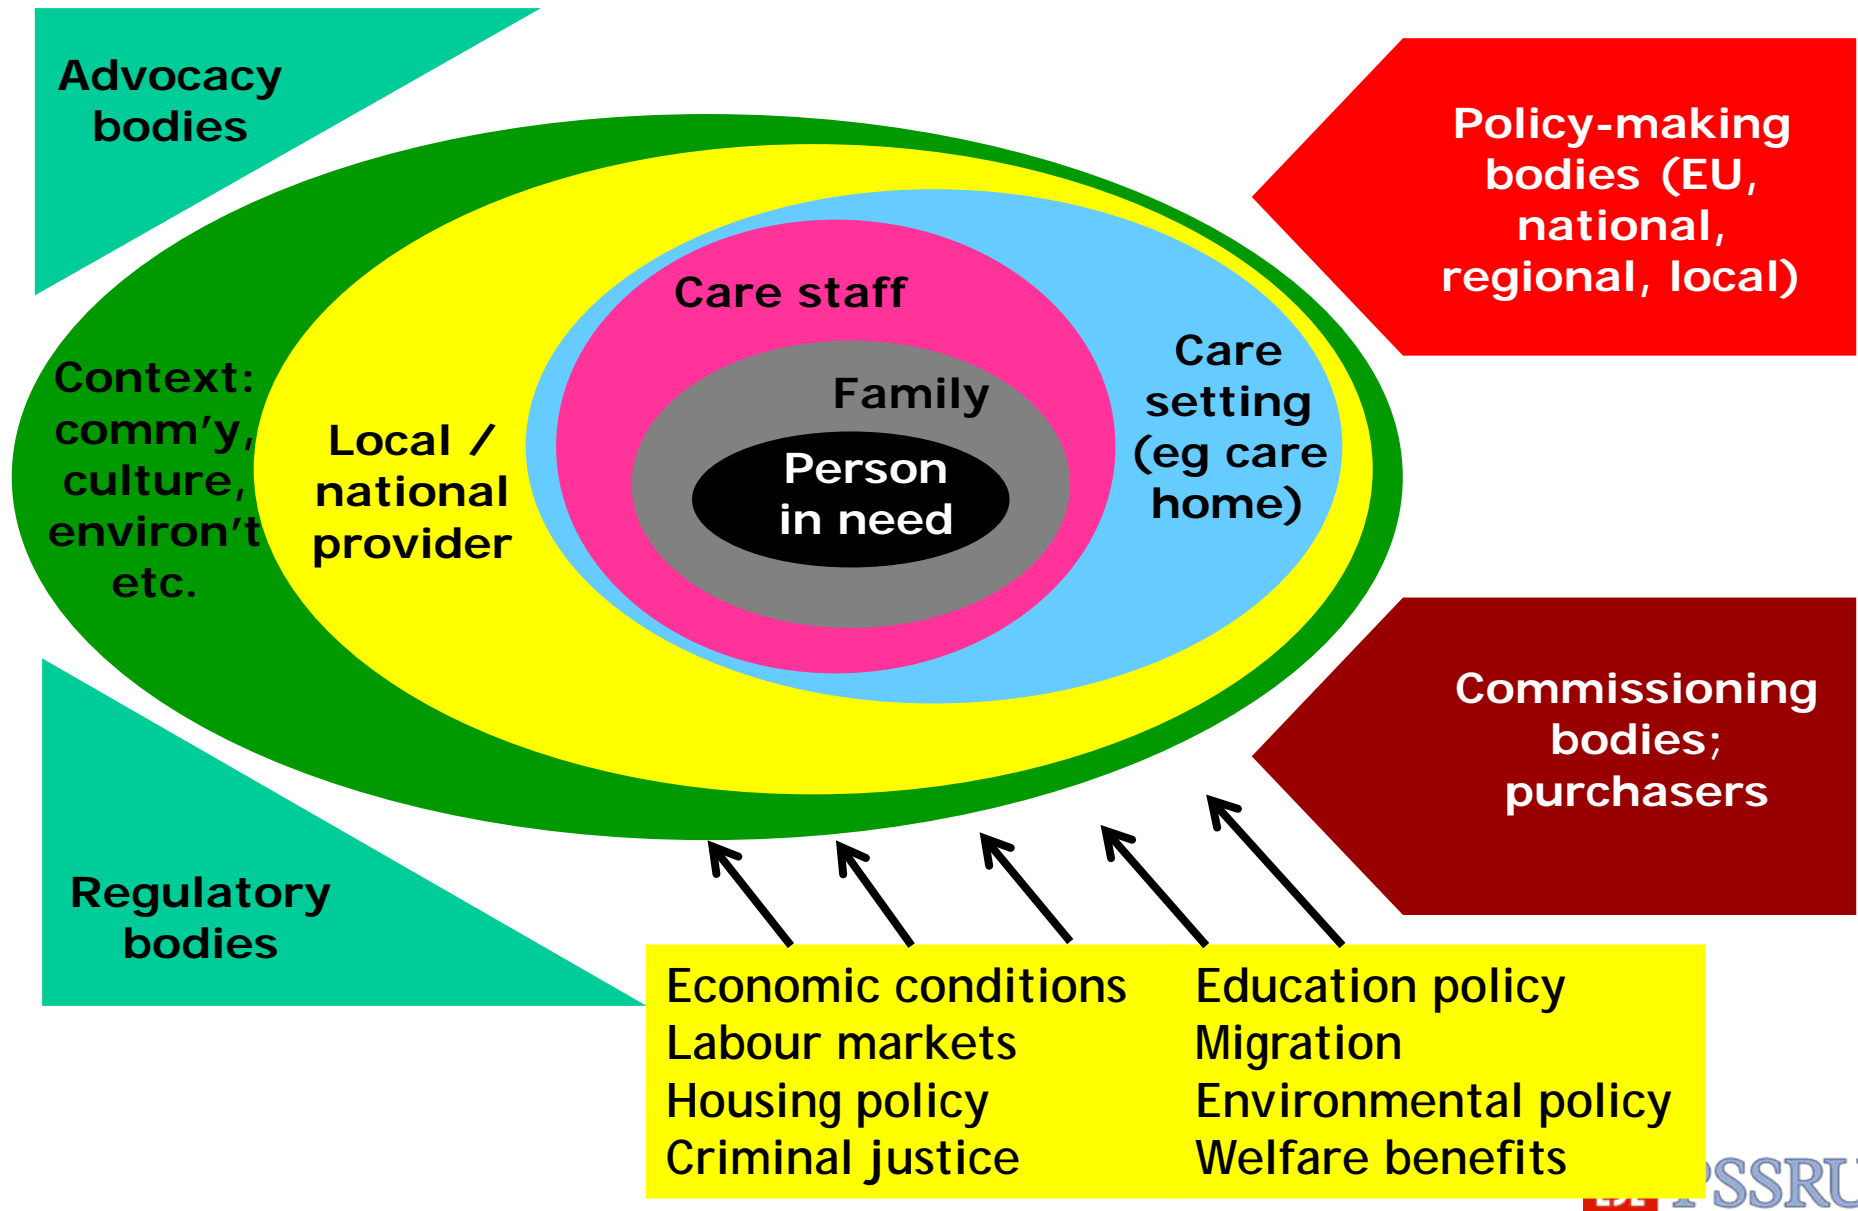 Advocacy
bodies
Policy-making
bodies (EU,
national,
regional, local)
Care staff
Family
Person
in need
Care
setting
(eg care
home)
Local /
national
provider
Context:
comm'y,
culture,
environ't
etc.
Commissioning
bodies;
purchasers
Regulatory
bodies
Economic conditions
Labour markets
Housing policy
Criminal justice
Education policy
Migration
Environmental policy
Welfare benefits